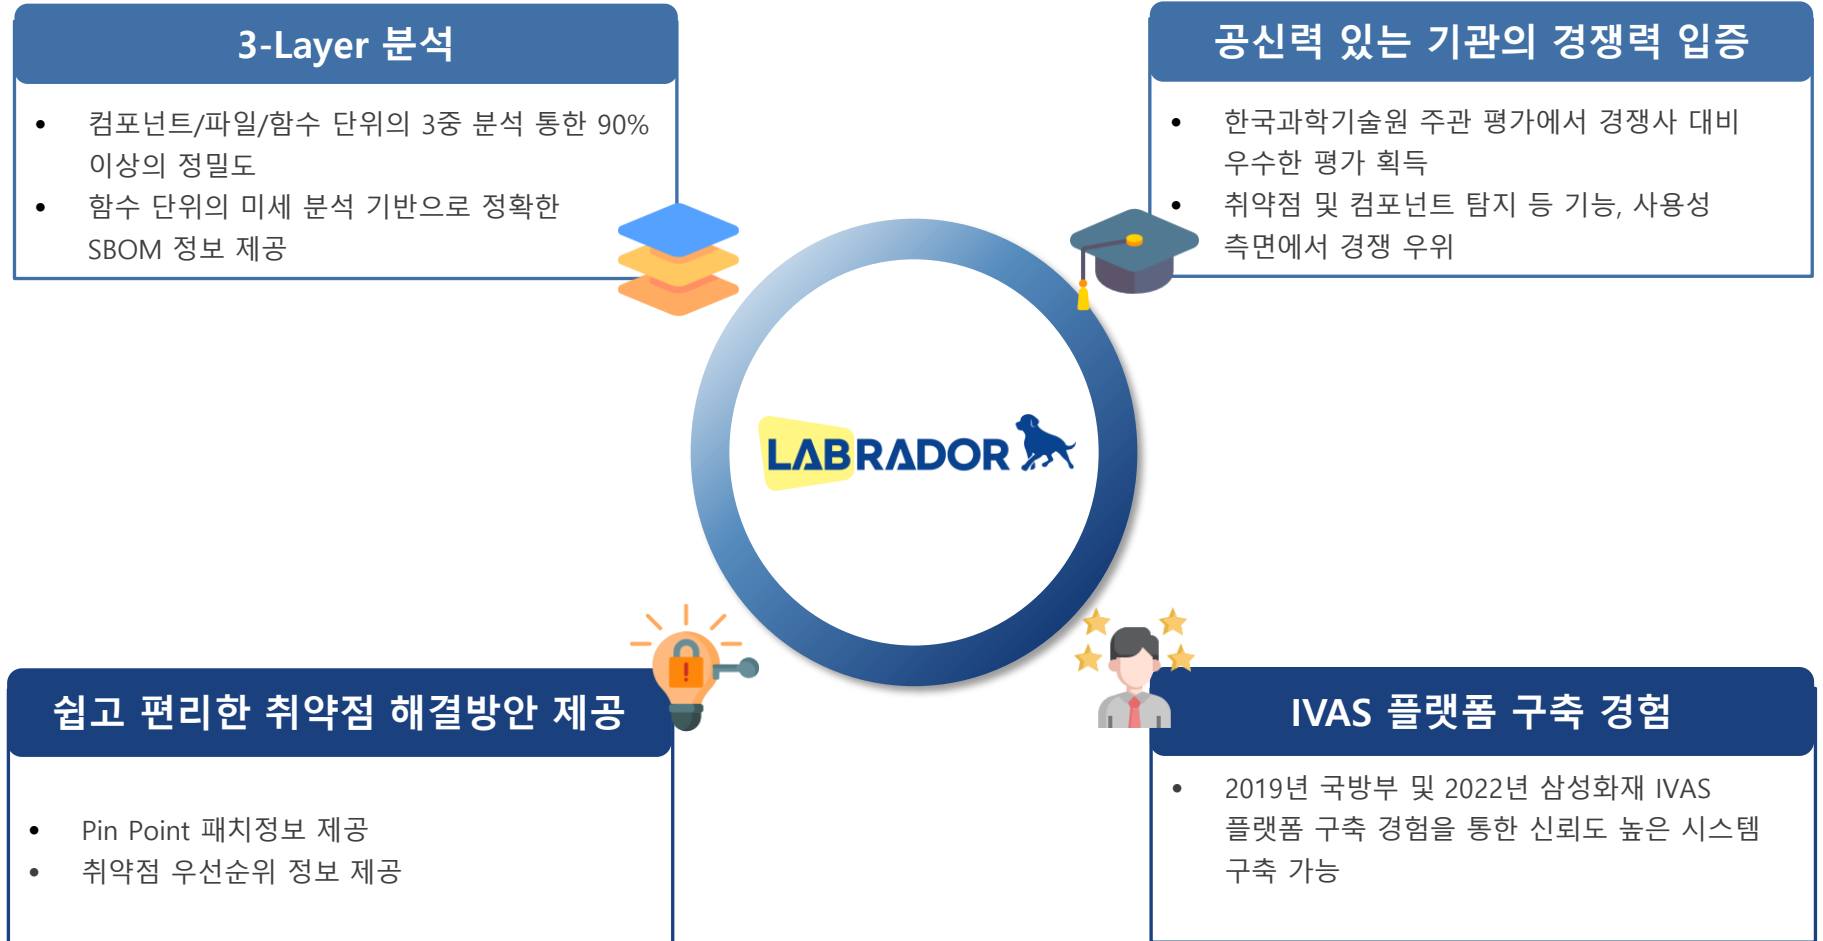 3-Layer 분석
• 컴포넌트/파일/함수 단위의 3중 분석 통한 90%
이상의 정밀도
• 함수 단위의 미세 분석 기반으로 정확한
SBOM 정보 제공
공신력 있는 기관의 경쟁력 입증
• 한국과학기술원 주관 평가에서 경쟁사 대비
우수한 평가 획득
• 취약점 및 컴포넌트 탐지 등 기능, 사용성
측면에서 경쟁 우위
LABRADOR
쉽고 편리한 취약점 해결방안 제공
• Pin Point 패치정보 제공
• 취약점 우선순위 정보 제공
IVAS 플랫폼 구축 경험
• 2019년 국방부 및 2022년 삼성화재 IVAS
플랫폼 구축 경험을 통한 신뢰도 높은 시스템
구축 가능